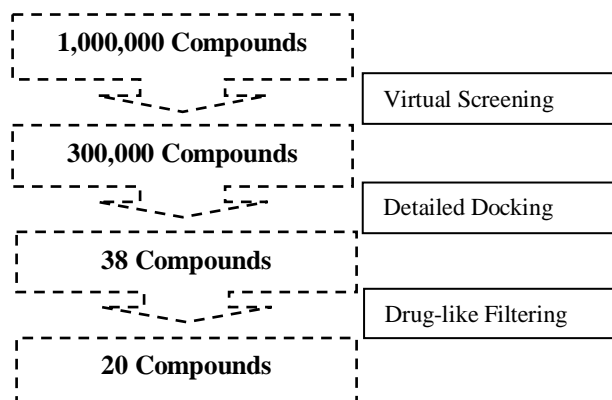 1,000,000 Compounds
Virtual Screening
300,000 Compounds
Detailed Docking
38 Compounds
Drug-like Filtering
20 Compounds